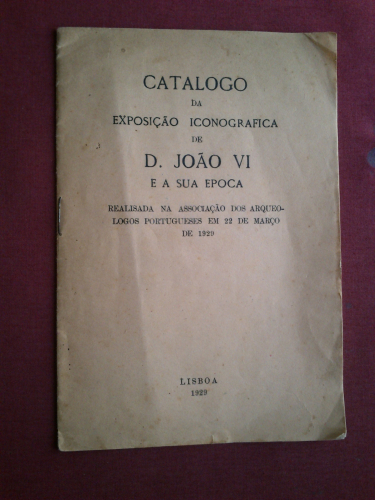 CATALOGO
DA
EXPOSIÇÃO ICONOGRAFICA
DE
D. JOÃO VI
E A SUA EPOCA
REALISADA NA ASSOCIAÇÃO DOS ARQUEO-
LOGOS PORTUGUESES EM 22 DE MARÇO
DE 1929
LISBOA
1929